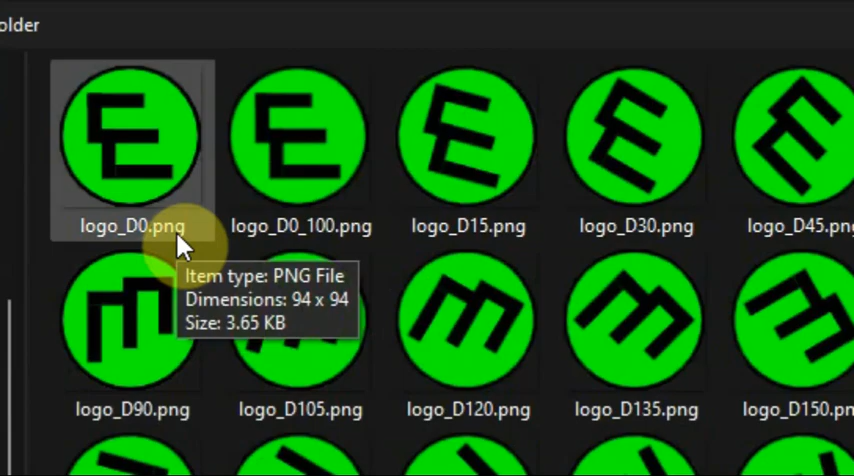 older
logo_D0.png
logo_D0_100.png
logo_D15.png
logo_D30.png
logo_D45.png
Item type: PNG File
Dimensions: 94 x 94
Size: 3.65 KB
logo_D90.png
logo_D105.png
logo_D120.png
logo_D135.png
logo_D150.png